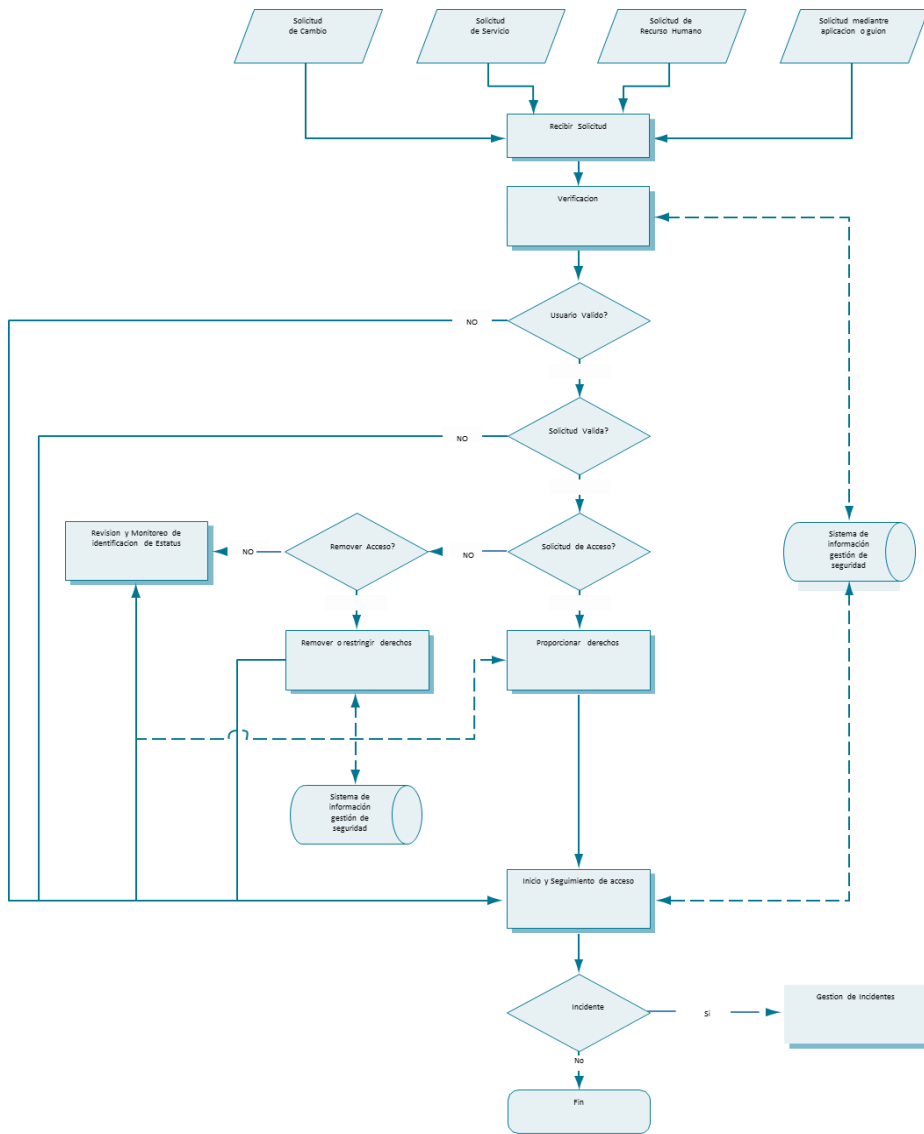 Solicitud
de Cambio
Solicitud
de Servicio
Solicitud de
Recurso Humano
Solicitud mediantre
aplicacion o guion
Recibir Solicitud
Verificacion
Usuario Valido?
NO
Solicitud Valida?
NO
Revision y Monitoreo de
identificacion de Estatus
NO
Remover Acceso?
NO
Solicitud de Acceso?
Sistema de
información
gestión de
seguridad
Remover o restringir derechos
Proporcionar derechos
Sistema de
información
gestión de
seguridad
Inicio y Seguimiento de acceso
Incidente
Si
Gestion de Incidentes
No
Fin